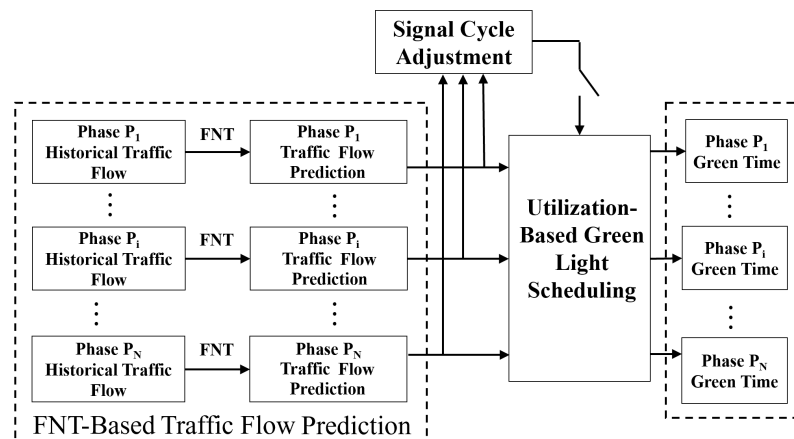 Signal Cycle
Adjustment
Phase P1
Historical Traffic
Flow
FNT
Phase P1
Traffic Flow
Prediction
Phase Pi
Historical Traffic
Flow
FNT
Phase Pi
Traffic Flow
Prediction
Phase PN
Historical Traffic
Flow
FNT
Phase PN
Traffic Flow
Prediction
FNT-Based Traffic Flow Prediction
Utilization-
Based Green
Light
Scheduling
Phase P1
Green Time
Phase Pi
Green Time
Phase PN
Green Time